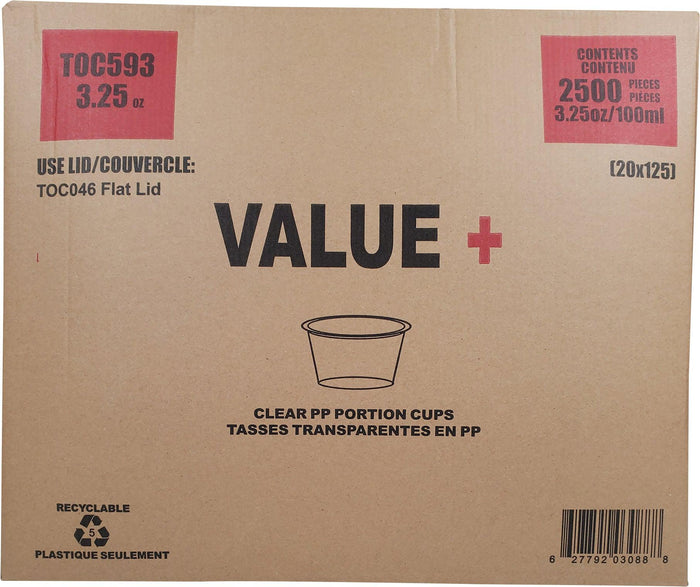 TOC593
3.25 oz
CONTENTS
CONTENU
2500 PIECES
PIÈCES
3.25oz/100ml
USE LID/COUVERCLE:
TOC046 Flat Lid
(20x125)
VALUE +
CLEAR PP PORTION CUPS
TASSES TRANSPARENTES EN PP
RECYCLABLE
5
PLASTIQUE SEULEMENT
6 27792 03088 8